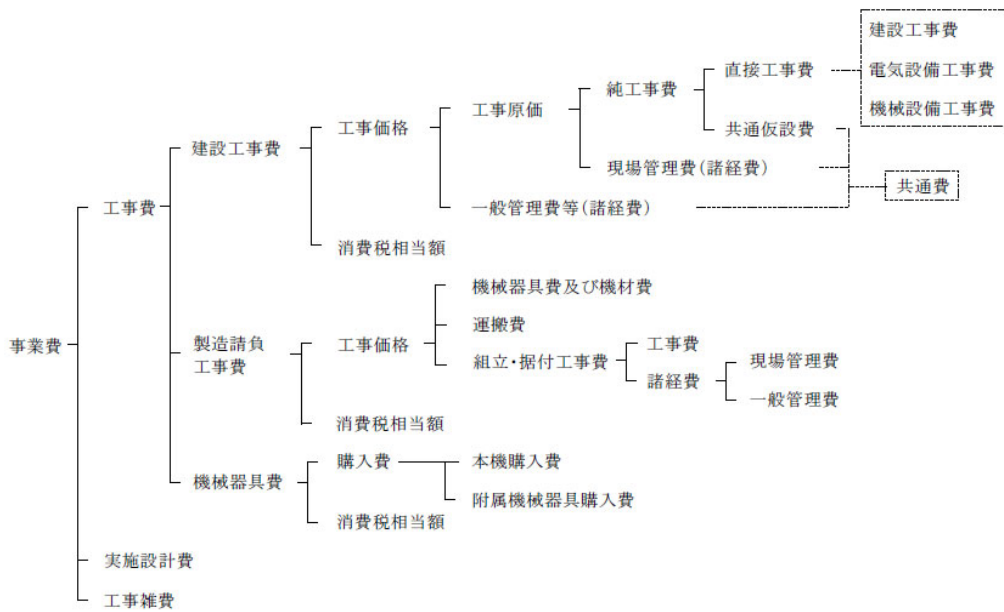 建設工事費
電気設備工事費
機械設備工事費
直接工事費
純工事費
共通仮設費
工事原価
工事価格
現場管理費(諸経費)
建設工事費
共通費
一般管理費等(諸経費)
工事費
消費税相当額
機械器具費及び機材費
運搬費
製造請負
工事費
工事価格
組立・据付工事費
工事費
現場管理費
諸経費
一般管理費
事業費
消費税相当額
購入費
本機購入費
機械器具費
附属機械器具購入費
消費税相当額
実施設計費
工事雑費